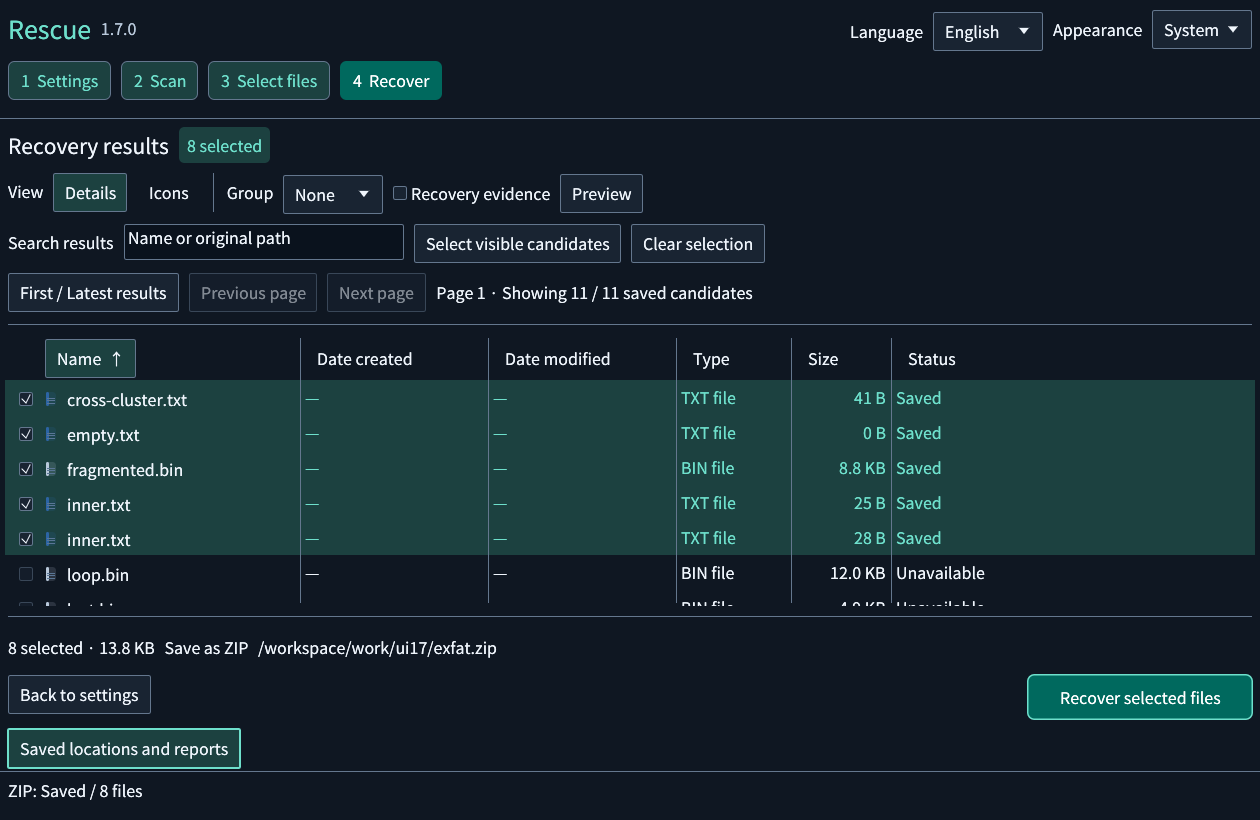 Rescue 1.7.0
Language English Appearance System
1 Settings 2 Scan 3 Select files 4 Recover
Recovery results 8 selected
View Details Icons Group None Recovery evidence Preview
Search results Name or original path Select visible candidates Clear selection
First / Latest results Previous page Next page Page 1 · Showing 11 / 11 saved candidates
Name ↑ Date created Date modified Type Size Status
cross-cluster.txt — — TXT file 41 B Saved
empty.txt — — TXT file 0 B Saved
fragmented.bin — — BIN file 8.8 KB Saved
inner.txt — — TXT file 25 B Saved
inner.txt — — TXT file 28 B Saved
loop.bin — — BIN file 12.0 KB Unavailable
BIN file Unavailable
8 selected · 13.8 KB Save as ZIP /workspace/work/ui17/exfat.zip
Back to settings Recover selected files
Saved locations and reports
ZIP: Saved / 8 files